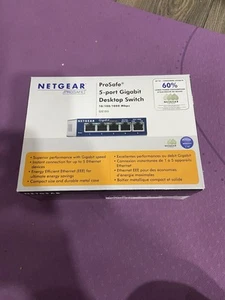 NETGEAR
ProSafe®
5-port Gigabit
Desktop Switch
10/100/1000 Mbps
60%
NETGEAR
• Superior performance with Gigabit speed
• Instant connection for up to 5 Ethernet
devices
• Energy Efficient Ethernet (EEE) for
ultimate energy savings
• Compact size and durable metal case
• Excellentes performances au débit Gigabit
• Connexion instantanée de 1 à 5 appareils
Ethernet
• Ethernet EEE pour des économies
d'énergie maximales
• Boîtier métallique compact et solide